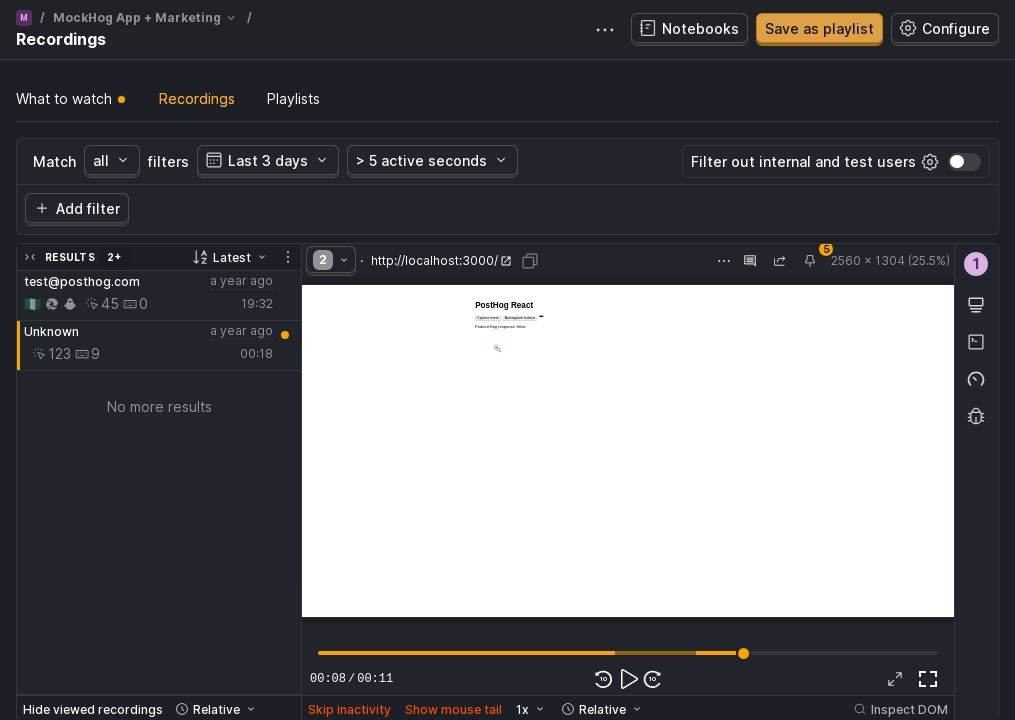 M / MockHog App + Marketing /
Recordings
Notebooks
Save as playlist
Configure
What to watch
Recordings
Playlists
Match all filters Last 3 days > 5 active seconds
Filter out internal and test users
+ Add filter
RESULTS 2+
Latest
test@posthog.com a year ago
45 0 19:32
Unknown a year ago
123 9 00:18
No more results
Hide viewed recordings Relative
2 · http://localhost:3000/
5
2560 x 1304 (25.5%)
1
PostHog React
Capture event Autocapture buttons
Feature flag response: false
00:08 / 00:11
10 10
Skip inactivity Show mouse tail 1x Relative Inspect DOM